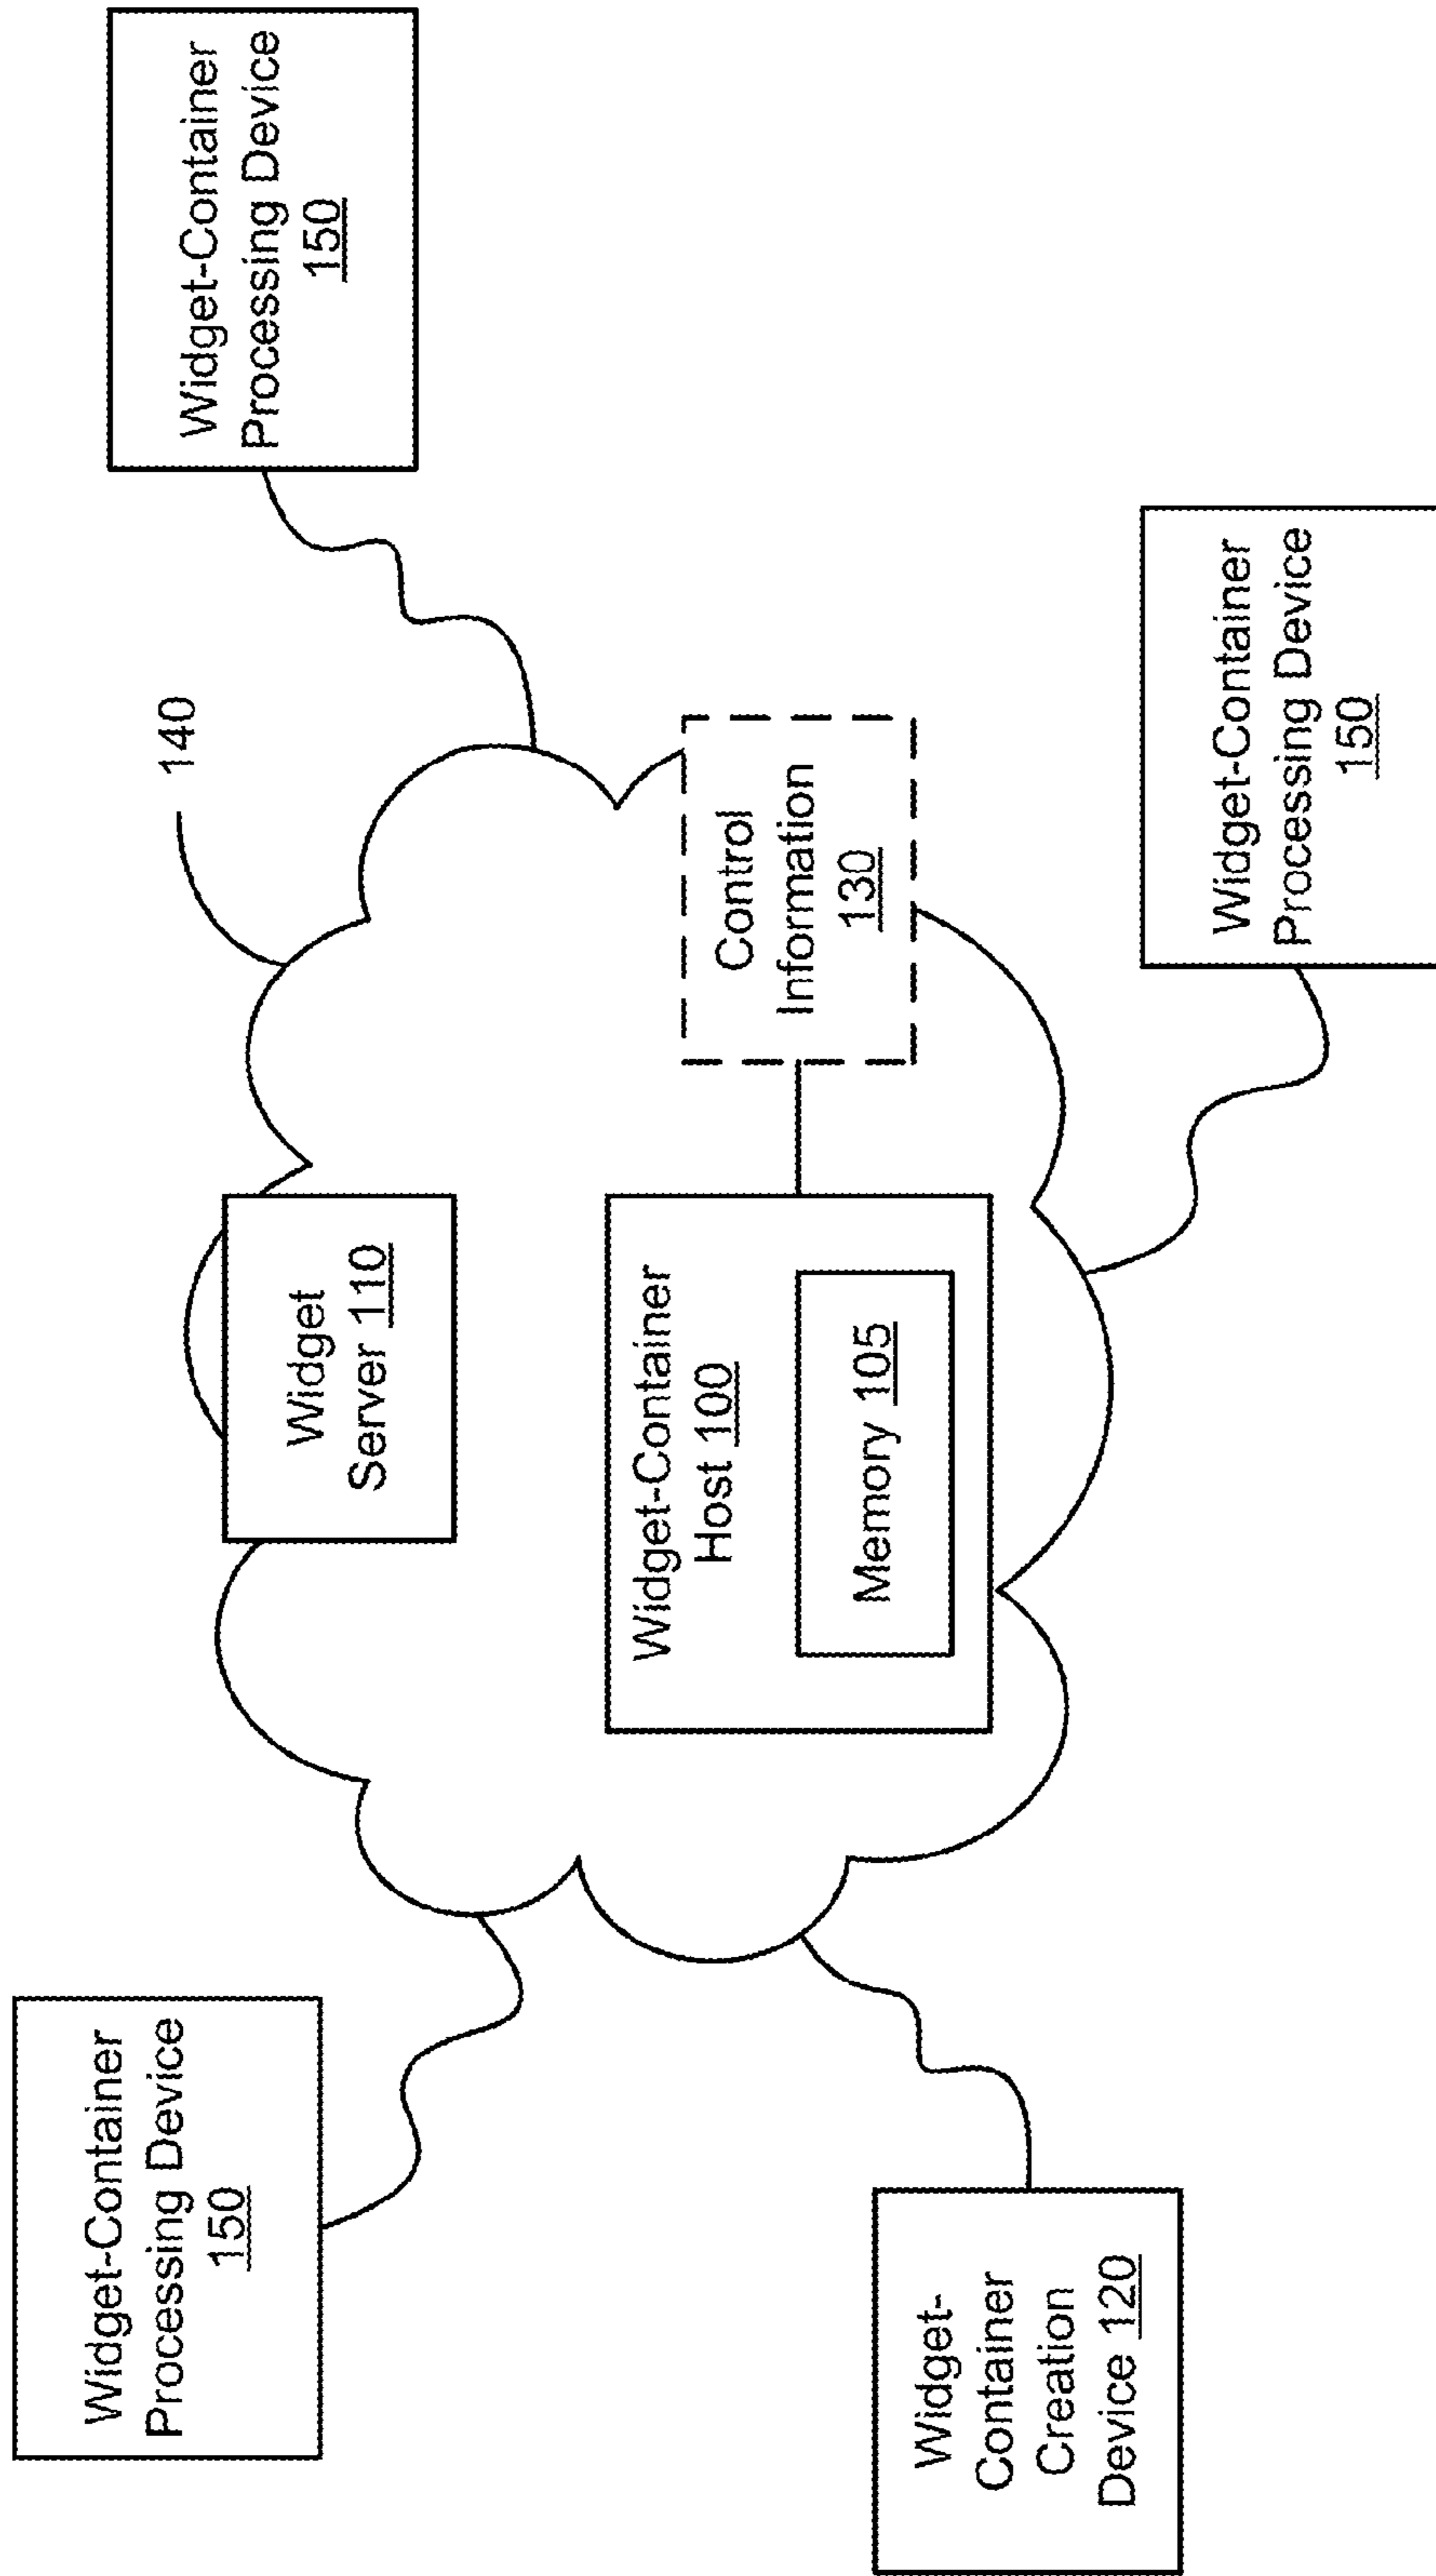 Widget-Container
Processing Device
150
Widget
Server 110
140
Widget-Container
Processing Device
150
Widget-Container
Host 100
Memory 105
Control
Information
130
Widget-
Container
Creation
Device 120
Widget-Container
Processing Device
150